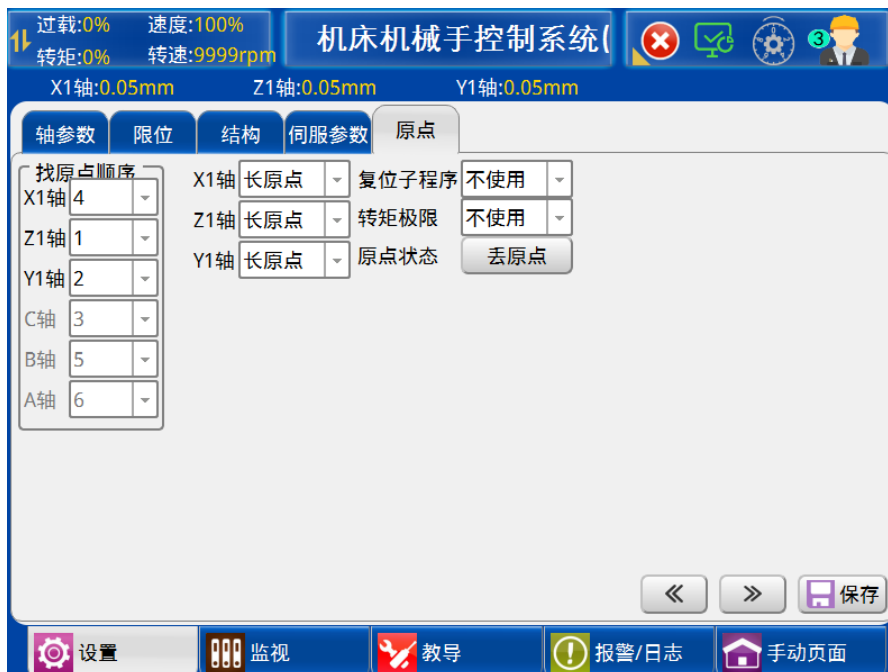 过载:0% 速度:100%
转矩:0% 转速:9999rpm
机床机械手控制系统(
3
X1轴:0.05mm Z1轴:0.05mm Y1轴:0.05mm
轴参数 限位 结构 伺服参数 原点
找原点顺序
X1轴 4
Z1轴 1
Y1轴 2
C轴 3
B轴 5
A轴 6
X1轴 长原点 复位子程序 不使用
Z1轴 长原点 转矩极限 不使用
Y1轴 长原点 原点状态 丢原点
保存
设置 监视 教导 报警/日志 手动页面